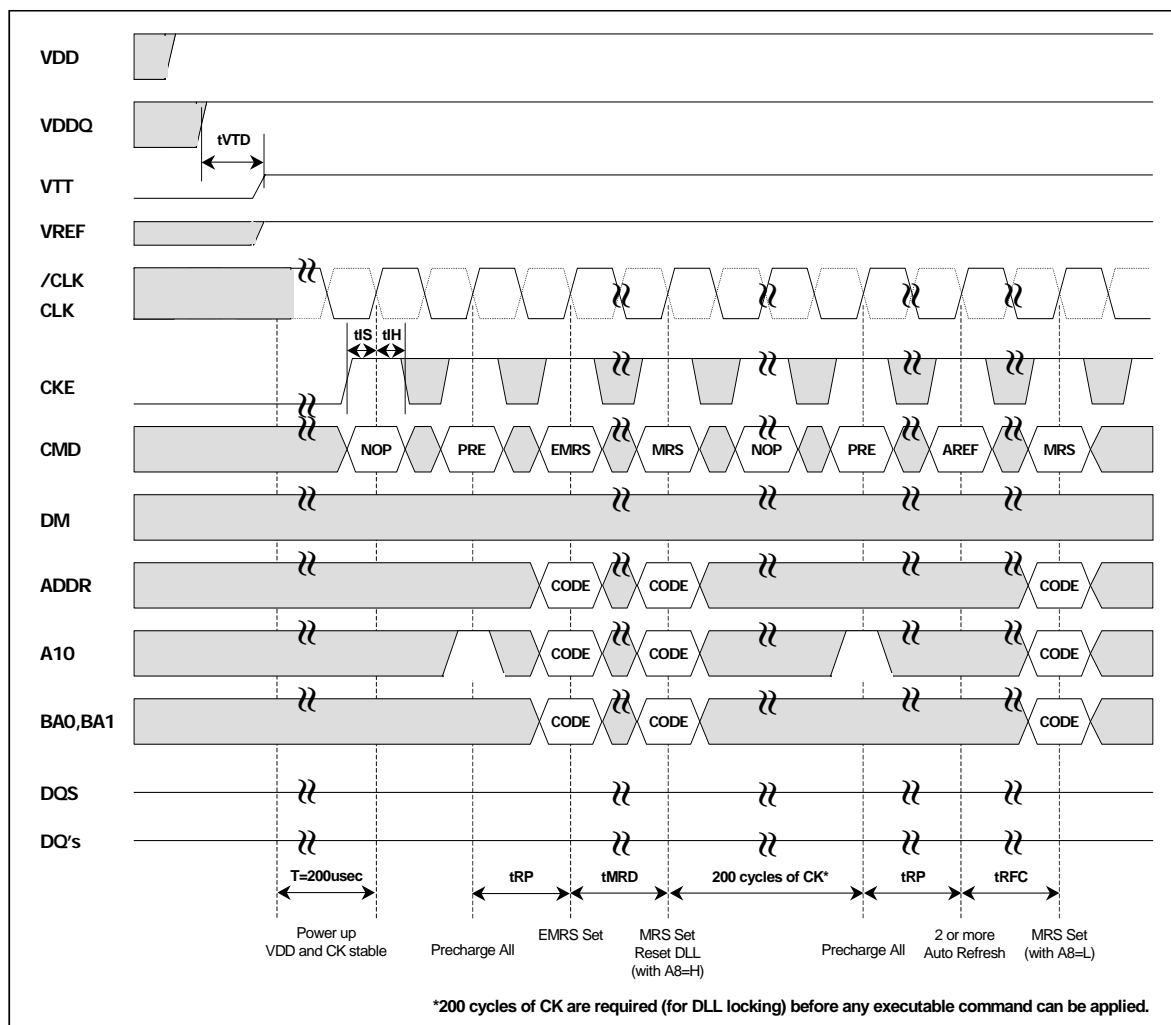 VDD
VDDQ
tVTD
VTT
VREF
/CLK
CLK
tIS tIH
CKE
CMD NOP PRE EMRS MRS NOP PRE AREF MRS
DM
ADDR CODE CODE CODE
A10 CODE CODE CODE
BA0,BA1 CODE CODE CODE
DQS
DQ's
T=200usec tRP tMRD 200 cycles of CK* tRP tRFC
Power up
VDD and CK stable
Precharge All
EMRS Set
MRS Set
Reset DLL
(with A8=H)
Precharge All
2 or more
Auto Refresh
MRS Set
(with A8=L)
*200 cycles of CK are required (for DLL locking) before any executable command can be applied.